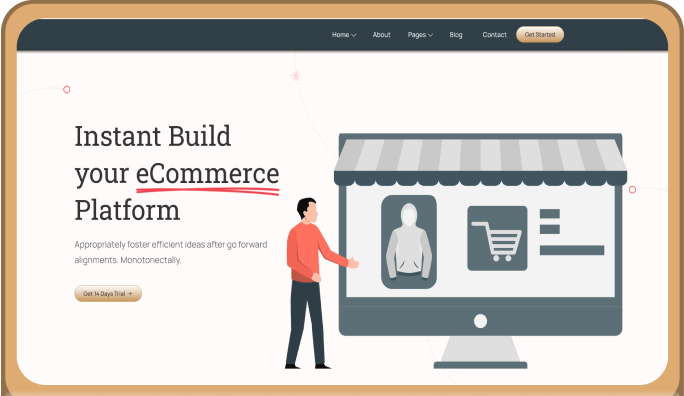 Home About Pages Blog Contact Get Started
Instant Build
your eCommerce
Platform
Appropriately foster efficient ideas after go forward
alignments. Monotonectally.
Get 14 Days Trial →